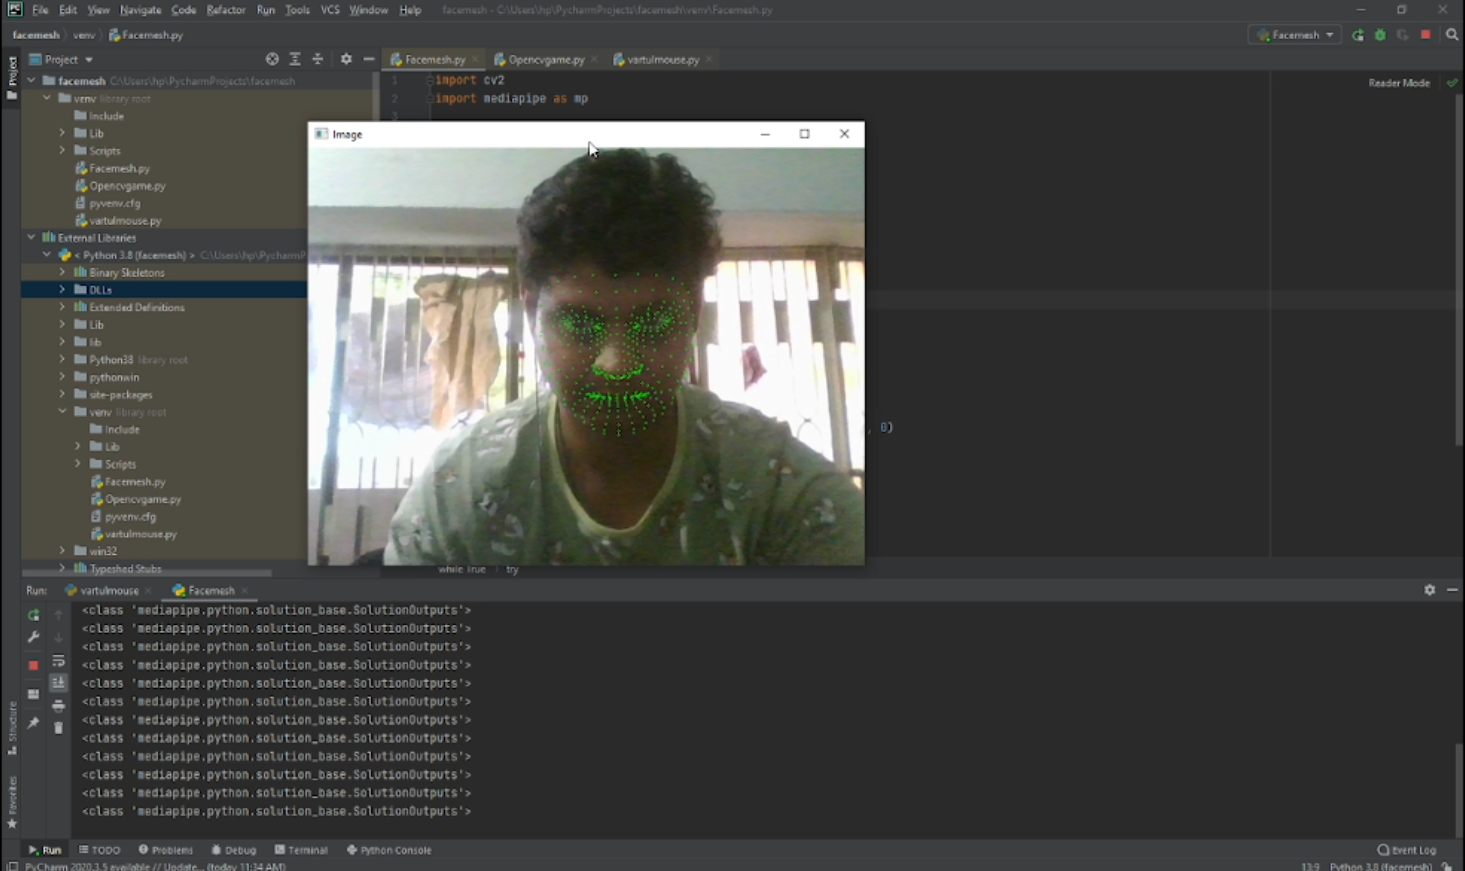 PC File Edit View Navigate Code Refactor Run Tools VCS Window Help facemesh - C:\Users\hp\PycharmProjects\facemesh\venv\Facemesh.py
facemesh venv Facemesh.py Facemesh
Project
Project
Facemesh.py Opencvgame.py vartulmouse.py
facemesh C:\Users\hp\PycharmProjects\facemesh
1 import cv2
Reader Mode
venv library root
2 import mediapipe as mp
Include
3
Lib
Scripts
Facemesh.py
Opencvgame.py
pyvenv.cfg
vartulmouse.py
External Libraries
< Python 3.8 (facemesh) > C:\Users\hp\PycharmP
Binary Skeletons
DLLs
Extended Definitions
Lib
lib
Python38 library root
pythonwin
site-packages
venv library root
Include
Lib
Scripts
Facemesh.py
Opencvgame.py
pyvenv.cfg
vartulmouse.py
win32
Typeshed Stubs
Image
, 0)
while True try
Run: vartulmouse Facemesh
<class 'mediapipe.python.solution_base.SolutionOutputs'>
<class 'mediapipe.python.solution_base.SolutionOutputs'>
<class 'mediapipe.python.solution_base.SolutionOutputs'>
<class 'mediapipe.python.solution_base.SolutionOutputs'>
<class 'mediapipe.python.solution_base.SolutionOutputs'>
<class 'mediapipe.python.solution_base.SolutionOutputs'>
<class 'mediapipe.python.solution_base.SolutionOutputs'>
<class 'mediapipe.python.solution_base.SolutionOutputs'>
<class 'mediapipe.python.solution_base.SolutionOutputs'>
<class 'mediapipe.python.solution_base.SolutionOutputs'>
<class 'mediapipe.python.solution_base.SolutionOutputs'>
<class 'mediapipe.python.solution_base.SolutionOutputs'>
Structure
Favorites
Run TODO Problems Debug Terminal Python Console Event Log
PyCharm 2020.3.5 available // Update... (today 11:34 AM) 13:9 Python 3.8 (facemesh)